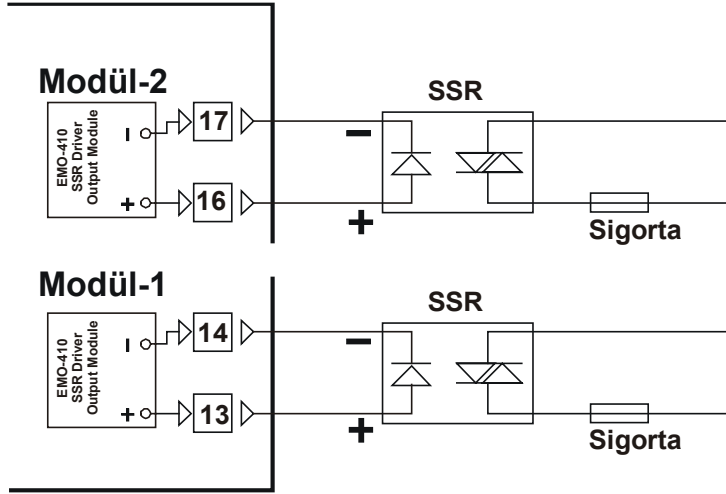 Modül-2
EMO-410
SSR Driver
Output Module
−
+
17
16
SSR
−
+
Sigorta
Modül-1
EMO-410
SSR Driver
Output Module
−
+
14
13
SSR
−
+
Sigorta